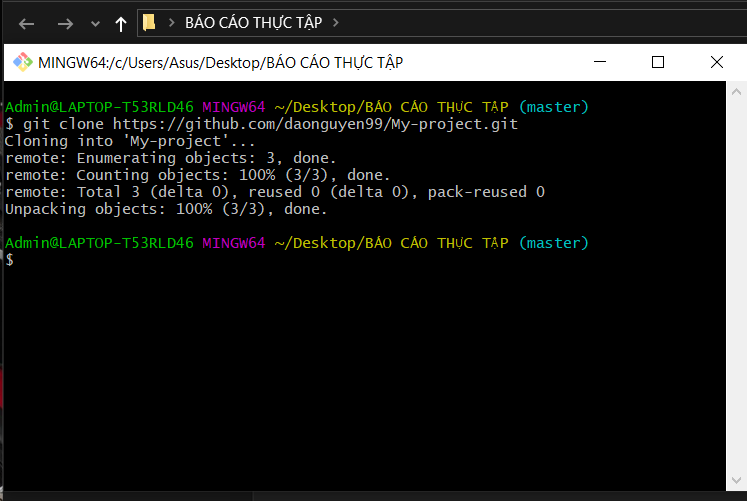 BÁO CÁO THỰC TẬP
MINGW64:/c/Users/Asus/Desktop/BÁO CÁO THỰC TẬP
Admin@LAPTOP-T53RLD46 MINGW64 ~/Desktop/BÁO CÁO THỰC TẬP (master)
$ git clone https://github.com/daonguyen99/My-project.git
Cloning into 'My-project'...
remote: Enumerating objects: 3, done.
remote: Counting objects: 100% (3/3), done.
remote: Total 3 (delta 0), reused 0 (delta 0), pack-reused 0
Unpacking objects: 100% (3/3), done.
Admin@LAPTOP-T53RLD46 MINGW64 ~/Desktop/BÁO CÁO THỰC TẬP (master)
$